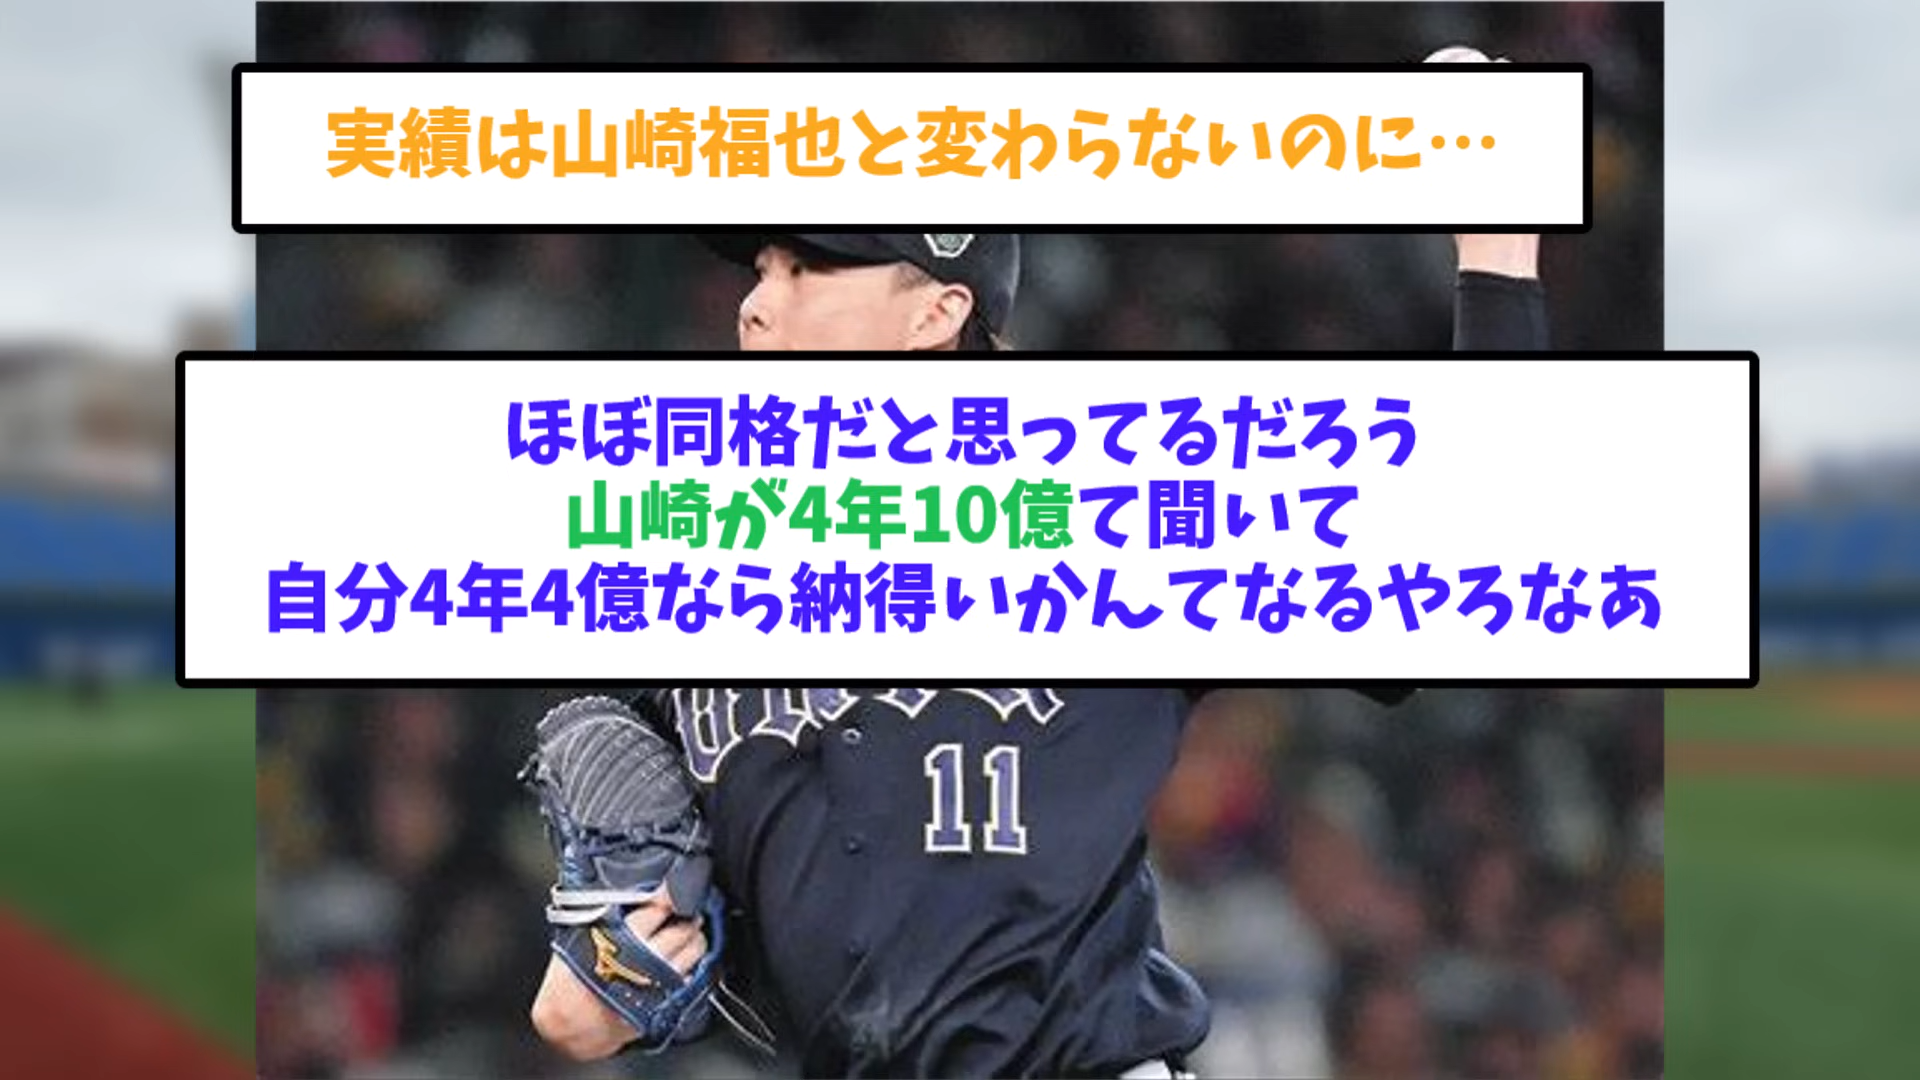 実績は山崎福也と変わらないのに…
ほぼ同格だと思ってるだろう
山崎が4年10億て聞いて
自分4年4億なら納得いかんてなるやろなあ
11